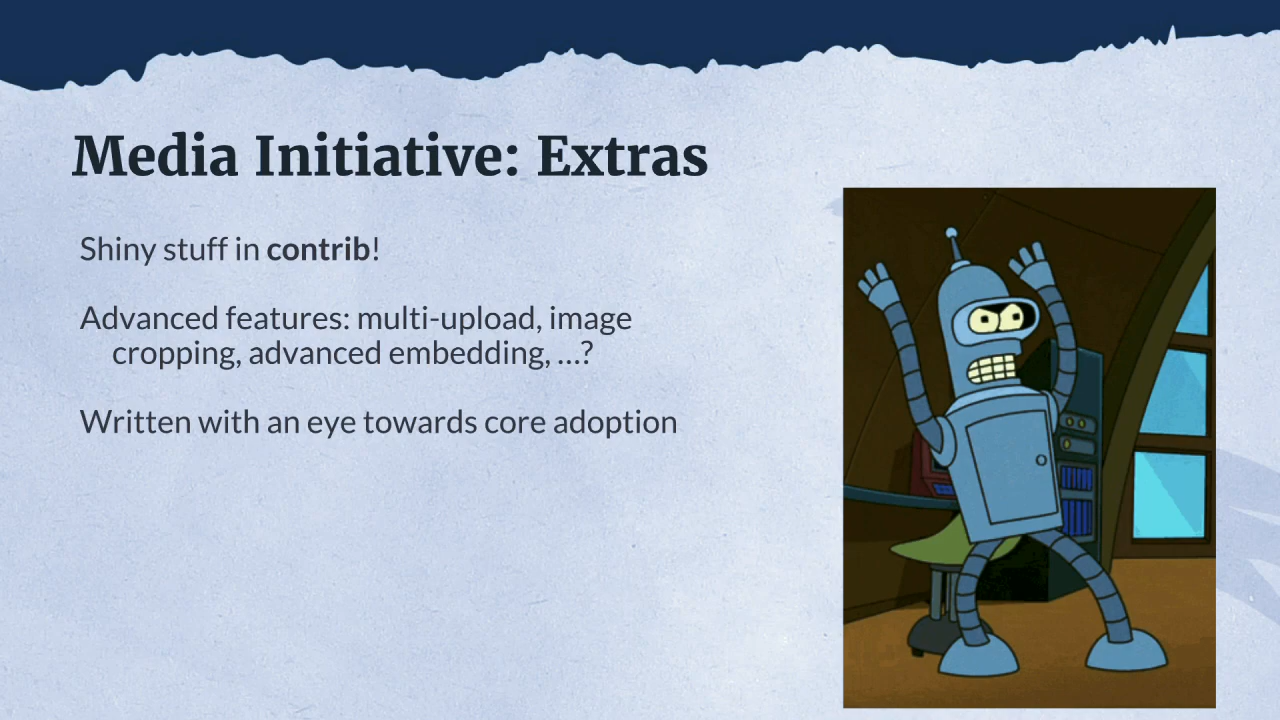 Media Initiative: Extras
Shiny stuff in contrib!
Advanced features: multi-upload, image
cropping, advanced embedding, ...?
Written with an eye towards core adoption